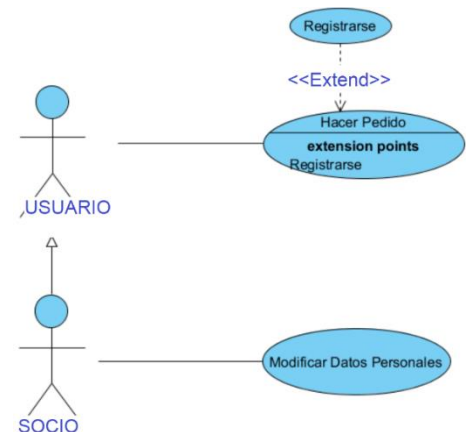 Registrarse
<<Extend>>
Hacer Pedido
extension points
Registrarse
USUARIO
Modificar Datos Personales
SOCIO